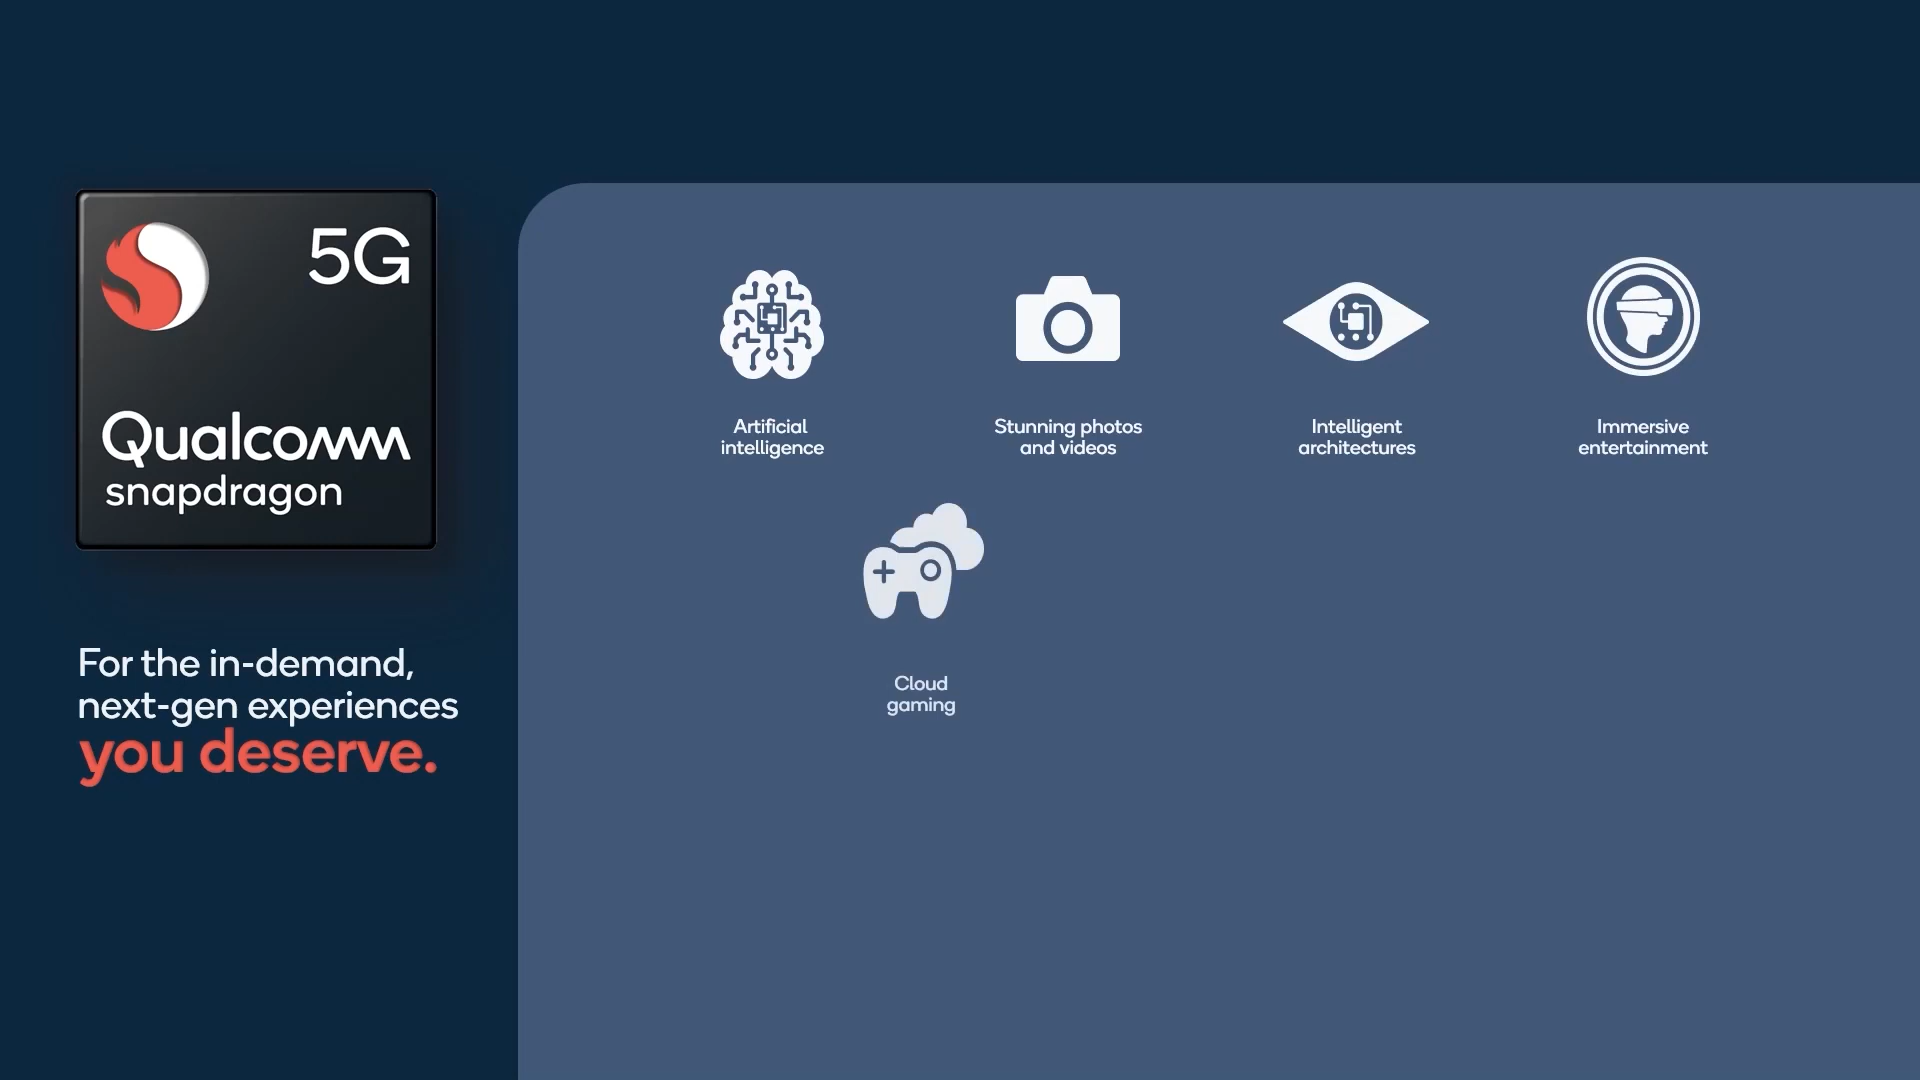 5G
Qualcomm
snapdragon
For the in-demand,
next-gen experiences
you deserve.
Artificial
intelligence
Stunning photos
and videos
Intelligent
architectures
Immersive
entertainment
Cloud
gaming